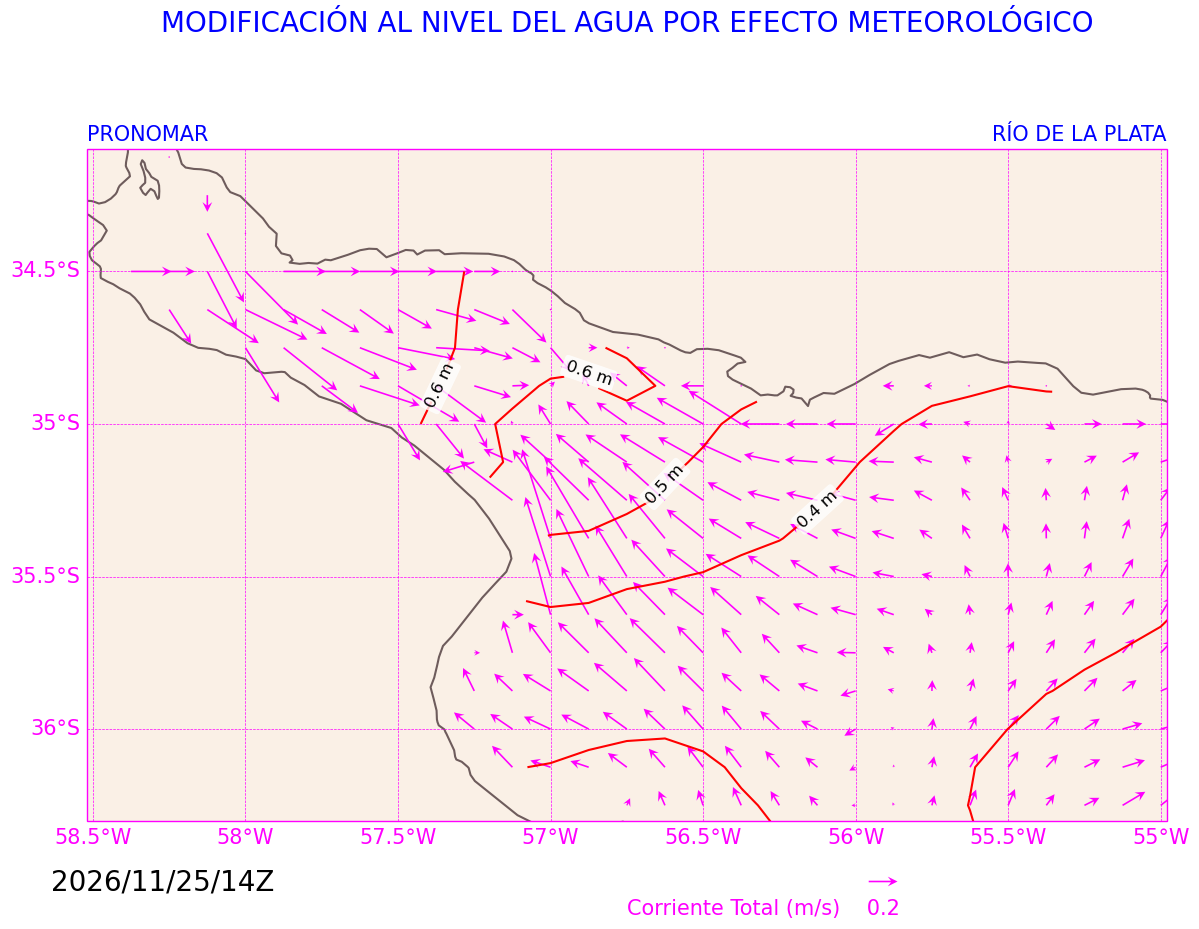 MODIFICACIÓN AL NIVEL DEL AGUA POR EFECTO METEOROLÓGICO
PRONOMAR
RÍO DE LA PLATA
34.5°S
35°S
35.5°S
36°S
0.6 m
0.6 m
0.5 m
0.4 m
58.5°W
58°W
57.5°W
57°W
56.5°W
56°W
55.5°W
55°W
2026/11/25/14Z
Corriente Total (m/s)
0.2